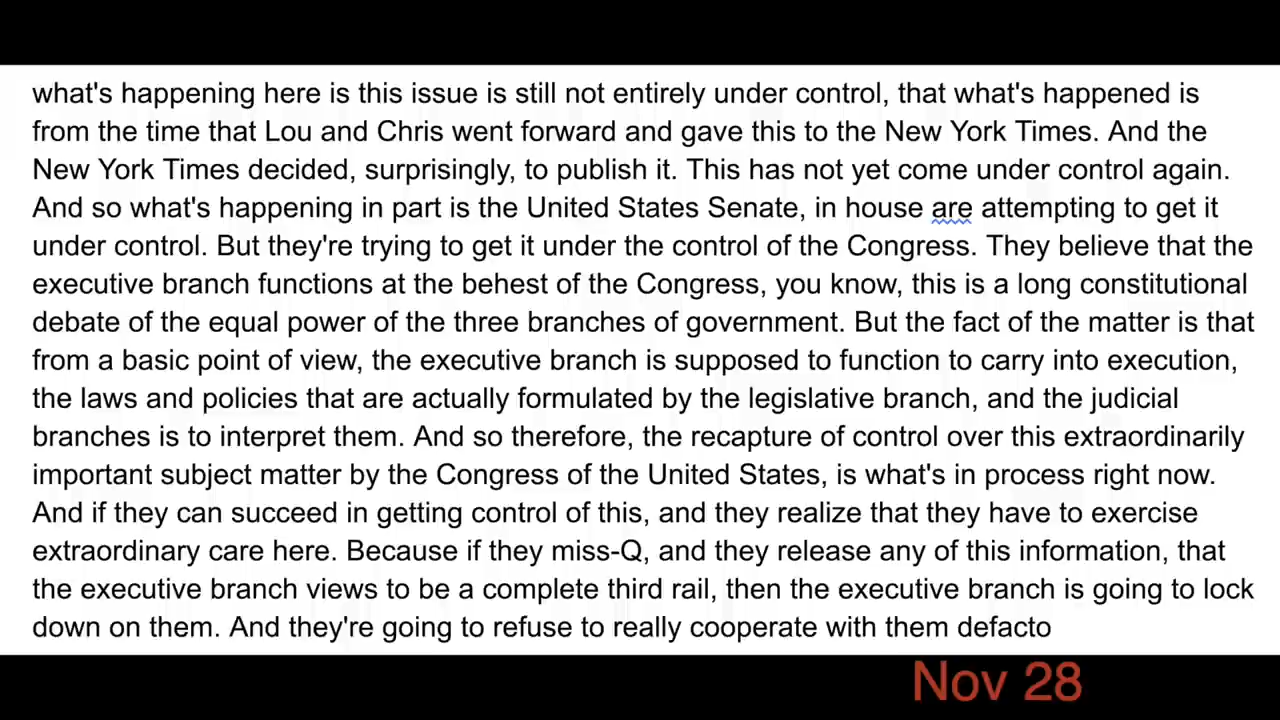 what's happening here is this issue is still not entirely under control, that what's happened is
from the time that Lou and Chris went forward and gave this to the New York Times. And the
New York Times decided, surprisingly, to publish it. This has not yet come under control again.
And so what's happening in part is the United States Senate, in house are attempting to get it
under control. But they're trying to get it under the control of the Congress. They believe that the
executive branch functions at the behest of the Congress, you know, this is a long constitutional
debate of the equal power of the three branches of government. But the fact of the matter is that
from a basic point of view, the executive branch is supposed to function to carry into execution,
the laws and policies that are actually formulated by the legislative branch, and the judicial
branches is to interpret them. And so therefore, the recapture of control over this extraordinarily
important subject matter by the Congress of the United States, is what's in process right now.
And if they can succeed in getting control of this, and they realize that they have to exercise
extraordinary care here. Because if they miss-Q, and they release any of this information, that
the executive branch views to be a complete third rail, then the executive branch is going to lock
down on them. And they're going to refuse to really cooperate with them defacto
Nov 28